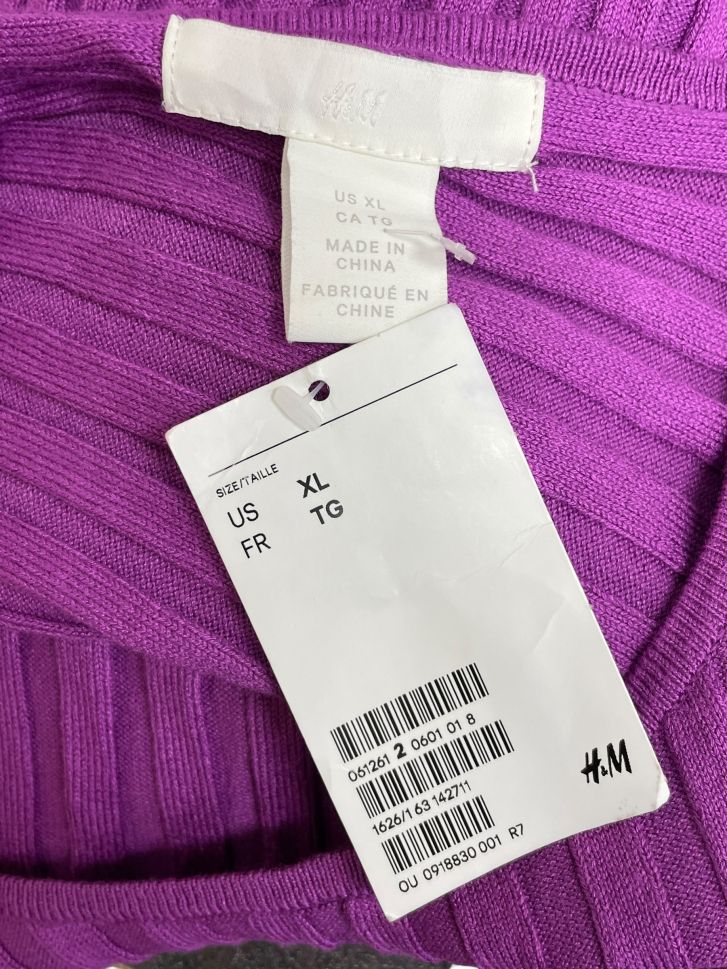 H&M
US XL
CA TG
MADE IN
CHINA
FABRIQUÉ EN
CHINE
SIZE/TAILLE
US XL
FR TG
061261 2 0601 01 8
1626/1 63 142711
OU 0918830 001 R7
H&M